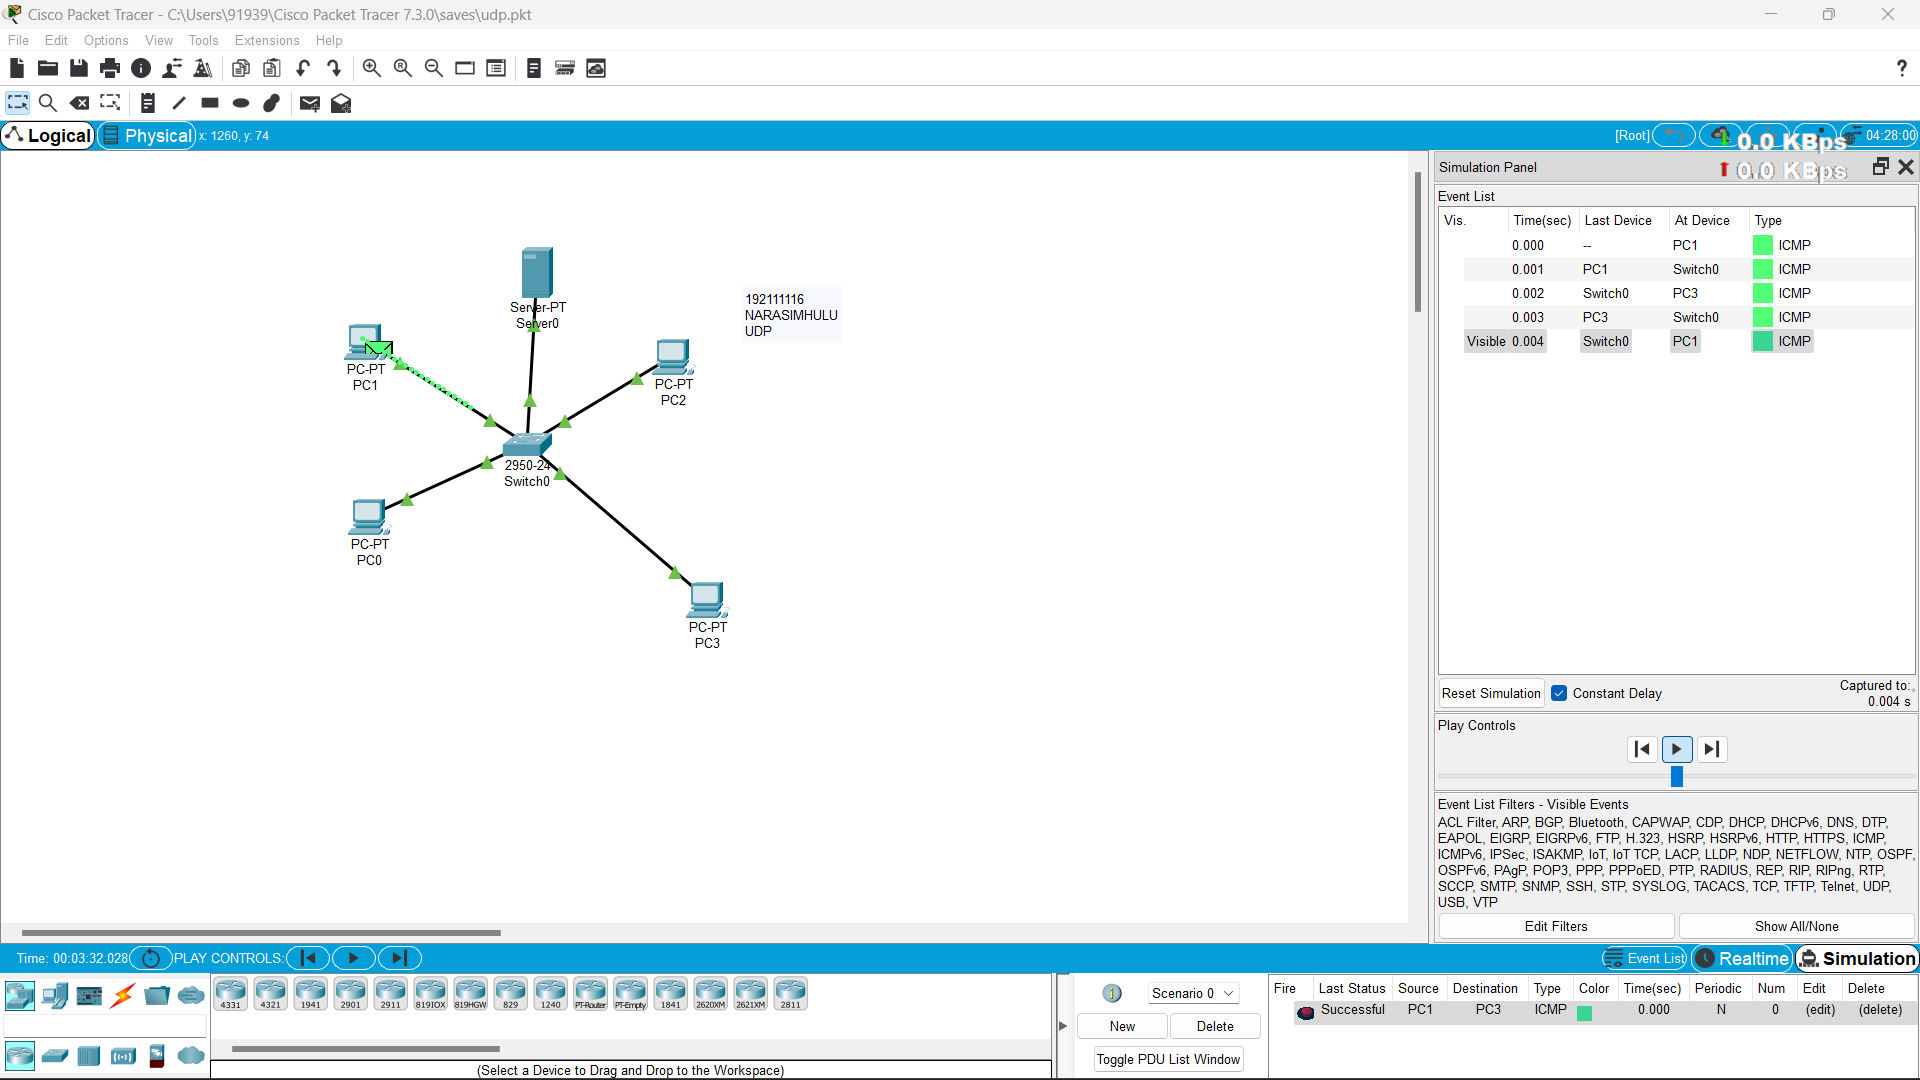 Cisco Packet Tracer - C:\Users\91939\Cisco Packet Tracer 7.3.0\saves\udp.pkt
File Edit Options View Tools Extensions Help
?
Logical Physical x: 1260, y: 74 [Root] 04:28:00
0.0 KBps
0.0 KBps
Server-PT
Server0
192111116
NARASIMHULU
UDP
PC-PT
PC1
PC-PT
PC2
2950-24
Switch0
PC-PT
PC0
PC-PT
PC3
Simulation Panel
Event List
Vis. Time(sec) Last Device At Device Type
0.000 -- PC1 ICMP
0.001 PC1 Switch0 ICMP
0.002 Switch0 PC3 ICMP
0.003 PC3 Switch0 ICMP
Visible 0.004 Switch0 PC1 ICMP
Reset Simulation Constant Delay Captured to:
0.004 s
Play Controls
Event List Filters - Visible Events
ACL Filter, ARP, BGP, Bluetooth, CAPWAP, CDP, DHCP, DHCPv6, DNS, DTP,
EAPOL, EIGRP, EIGRPv6, FTP, H.323, HSRP, HSRPv6, HTTP, HTTPS, ICMP,
ICMPv6, IPSec, ISAKMP, IoT, IoT TCP, LACP, LLDP, NDP, NETFLOW, NTP, OSPF,
OSPFv6, PAgP, POP3, PPP, PPPoED, PTP, RADIUS, REP, RIP, RIPng, RTP,
SCCP, SMTP, SNMP, SSH, STP, SYSLOG, TACACS, TCP, TFTP, Telnet, UDP,
USB, VTP
Edit Filters Show All/None
Time: 00:03:32.028 PLAY CONTROLS: Event List Realtime Simulation
4331 4321 1941 2901 2911 819IOX 819HGW 829 1240 PT-Router PT-Empty 1841 2620XM 2621XM 2811
(Select a Device to Drag and Drop to the Workspace)
Scenario 0
New Delete
Toggle PDU List Window
Fire Last Status Source Destination Type Color Time(sec) Periodic Num Edit Delete
Successful PC1 PC3 ICMP 0.000 N 0 (edit) (delete)